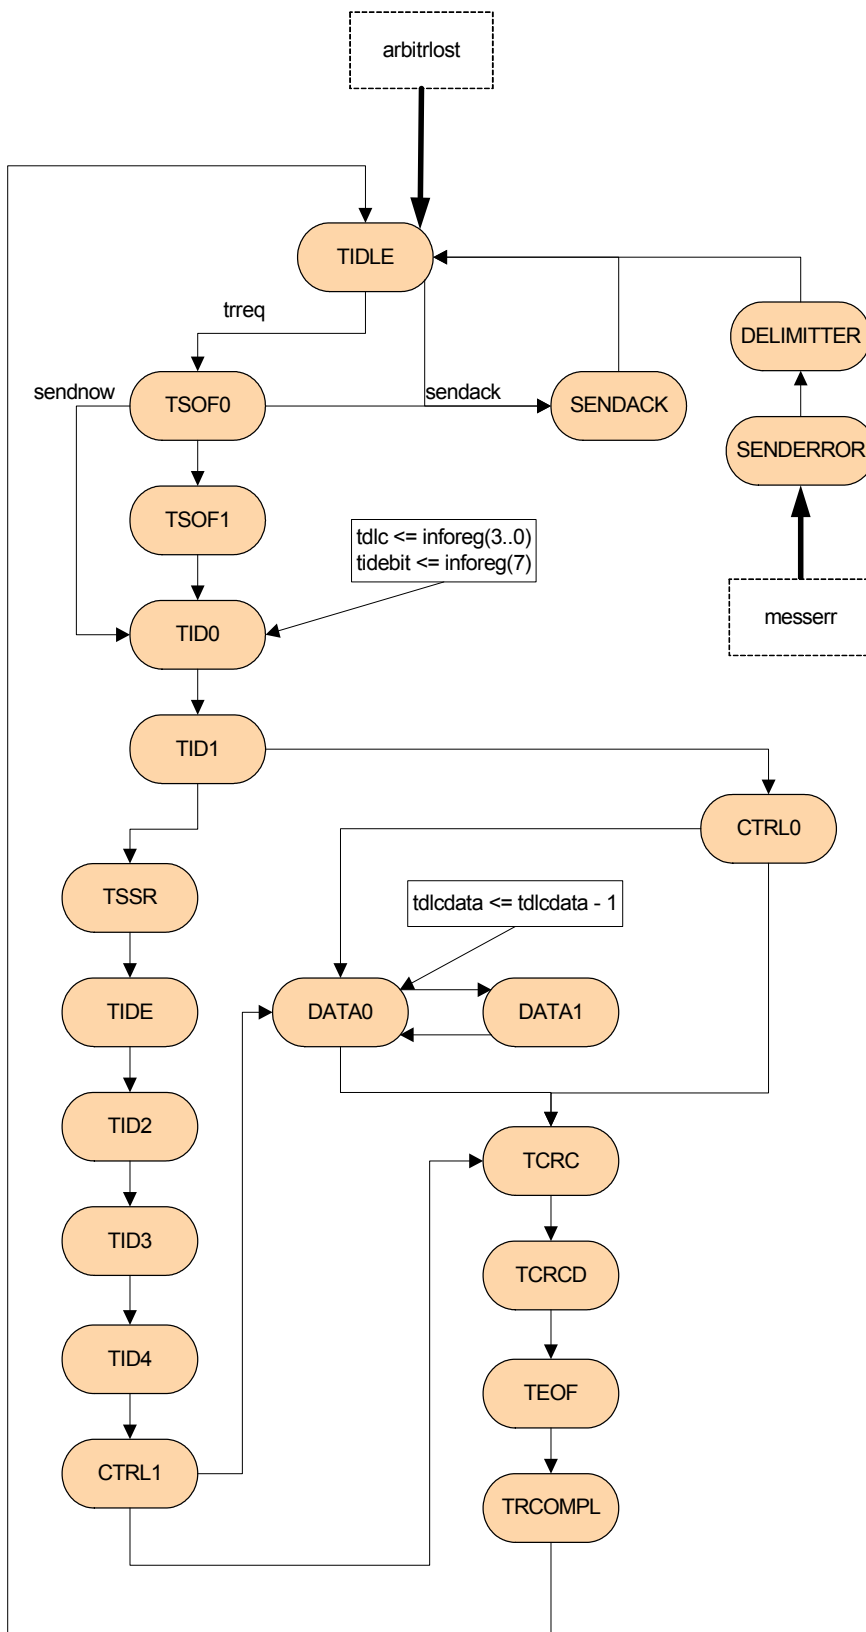 arbitrlost
TIDLE
trreq
DELIMITTER
sendnow
TSOF0
sendack
SENDACK
SENDERROR
TSOF1
tdlc <= inforeg(3..0)
tidebit <= inforeg(7)
TID0
messerr
TID1
CTRL0
TSSR
tdlcdata <= tdlcdata - 1
TIDE
DATA0
DATA1
TID2
TCRC
TID3
TCRCD
TID4
TEOF
CTRL1
TRCOMPL